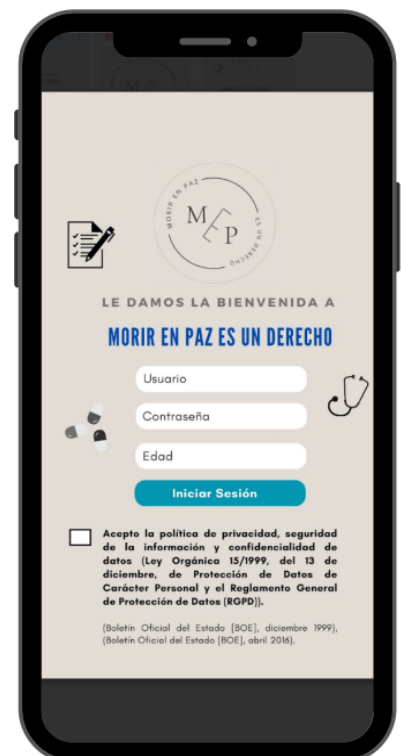 MORIR EN PAZ
ES UN DERECHO
M E P
LE DAMOS LA BIENVENIDA A
MORIR EN PAZ ES UN DERECHO
Usuario
Contraseña
Edad
Iniciar Sesión
Acepto la política de privacidad, seguridad
de la información y confidencialidad de
datos (Ley Orgánica 15/1999, del 13 de
diciembre, de Protección de Datos de
Carácter Personal y el Reglamento General
de Protección de Datos (RGPD)).
(Boletín Oficial del Estado [BOE], diciembre 1999),
(Boletín Oficial del Estado [BOE], abril 2016).